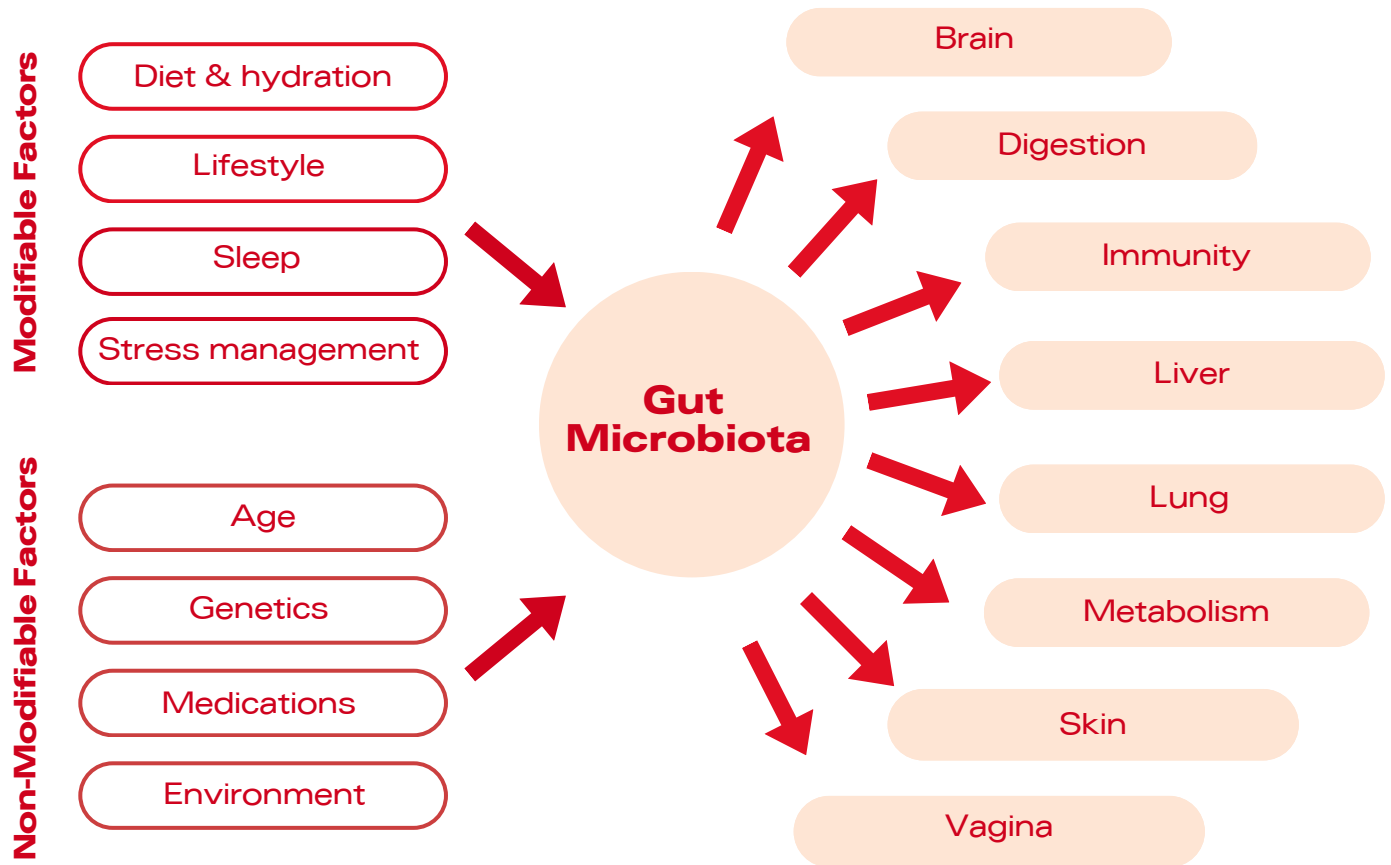 Modifiable Factors
Diet & hydration
Lifestyle
Sleep
Stress management
Non-Modifiable Factors
Age
Genetics
Medications
Environment
Gut
Microbiota
Brain
Digestion
Immunity
Liver
Lung
Metabolism
Skin
Vagina